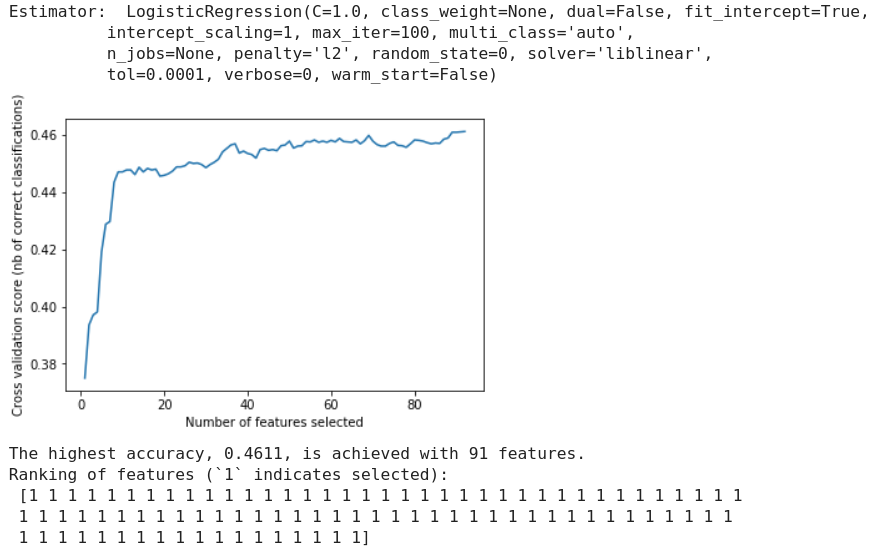 Estimator:  LogisticRegression(C=1.0, class_weight=None, dual=False, fit_intercept=True,
intercept_scaling=1, max_iter=100, multi_class='auto',
n_jobs=None, penalty='l2', random_state=0, solver='liblinear',
tol=0.0001, verbose=0, warm_start=False)
Cross validation score (nb of correct classifications)
0.46
0.44
0.42
0.40
0.38
0 20 40 60 80
Number of features selected
The highest accuracy, 0.4611, is achieved with 91 features.
Ranking of features (`1` indicates selected):
[1 1 1 1 1 1 1 1 1 1 1 1 1 1 1 1 1 1 1 1 1 1 1 1 1 1 1 1 1 1 1 1 1 1 1 1 1
1 1 1 1 1 1 1 1 1 1 1 1 1 1 1 1 1 1 1 1 1 1 1 1 1 1 1 1 1 1 1 1 1 1 1 1 1
1 1 1 1 1 1 1 1 1 1 1 1 1 1 1 1 1 1]